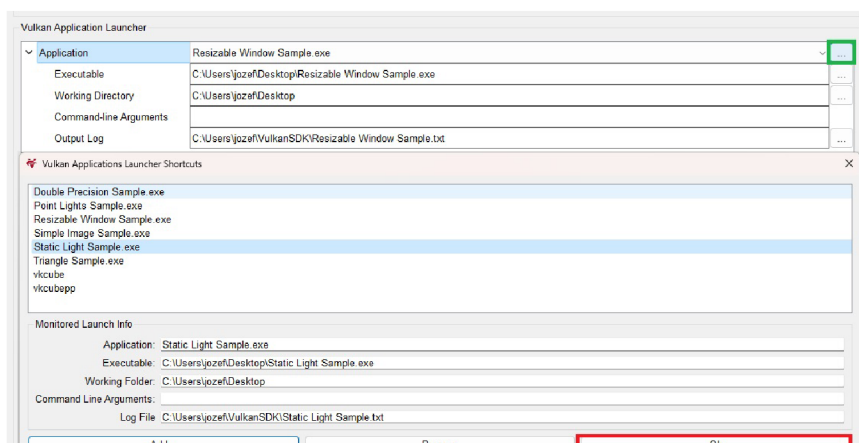 Vulkan Application Launcher
Application Resizable Window Sample.exe ...
Executable C:\Users\jozef\Desktop\Resizable Window Sample.exe ...
Working Directory C:\Users\jozef\Desktop ...
Command-line Arguments
Output Log C:\Users\jozef\VulkanSDK\Resizable Window Sample.txt ...
Vulkan Applications Launcher Shortcuts
Double Precision Sample.exe
Point Lights Sample.exe
Resizable Window Sample.exe
Simple Image Sample.exe
Static Light Sample.exe
Triangle Sample.exe
vkcube
vkcubepp
Monitored Launch Info
Application: Static Light Sample.exe
Executable: C:\Users\jozef\Desktop\Static Light Sample.exe
Working Folder: C:\Users\jozef\Desktop
Command Line Arguments:
Log File C:\Users\jozef\VulkanSDK\Static Light Sample.txt